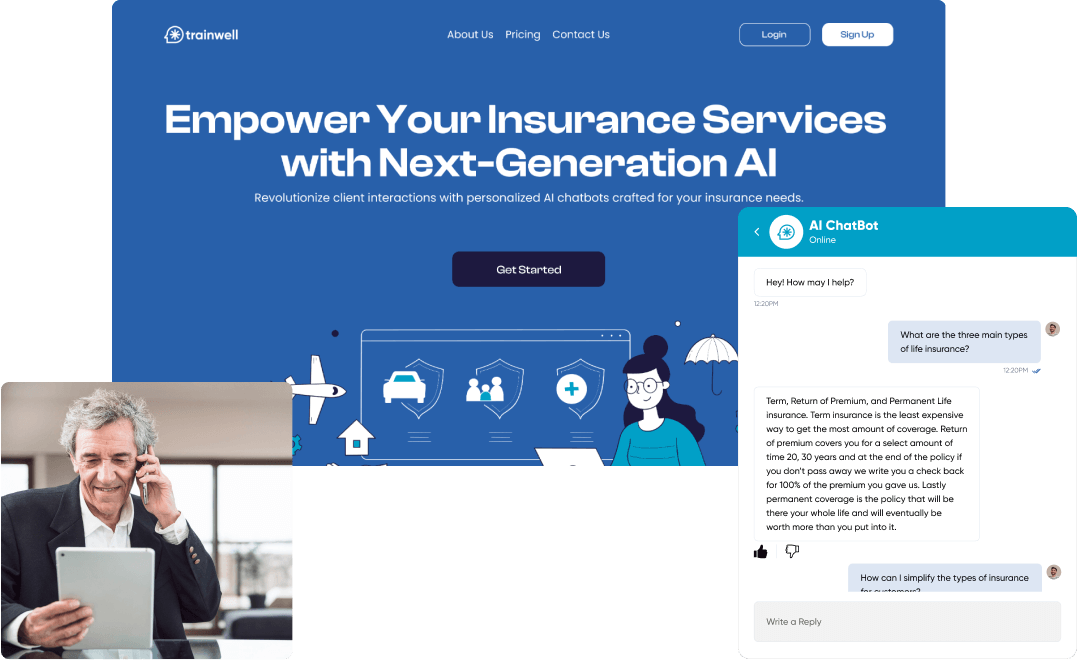 trainwell
About Us Pricing Contact Us
Login
Sign Up
Empower Your Insurance Services
with Next-Generation AI
Revolutionize client interactions with personalized AI chatbots crafted for your insurance needs.
Get Started
AI ChatBot
Online
Hey! How may I help?
12:20PM
What are the three main types
of life insurance?
12:20PM
Term, Return of Premium, and Permanent Life
insurance. Term insurance is the least expensive
way to get the most amount of coverage. Return
of premium covers you for a select amount of
time 20, 30 years and at the end of the policy if
you don't pass away we write you a check back
for 100% of the premium you gave us. Lastly
permanent coverage is the policy that will be
there your whole life and will eventually be
worth more than you put into it.
How can I simplify the types of insurance
for customers?
Write a Reply